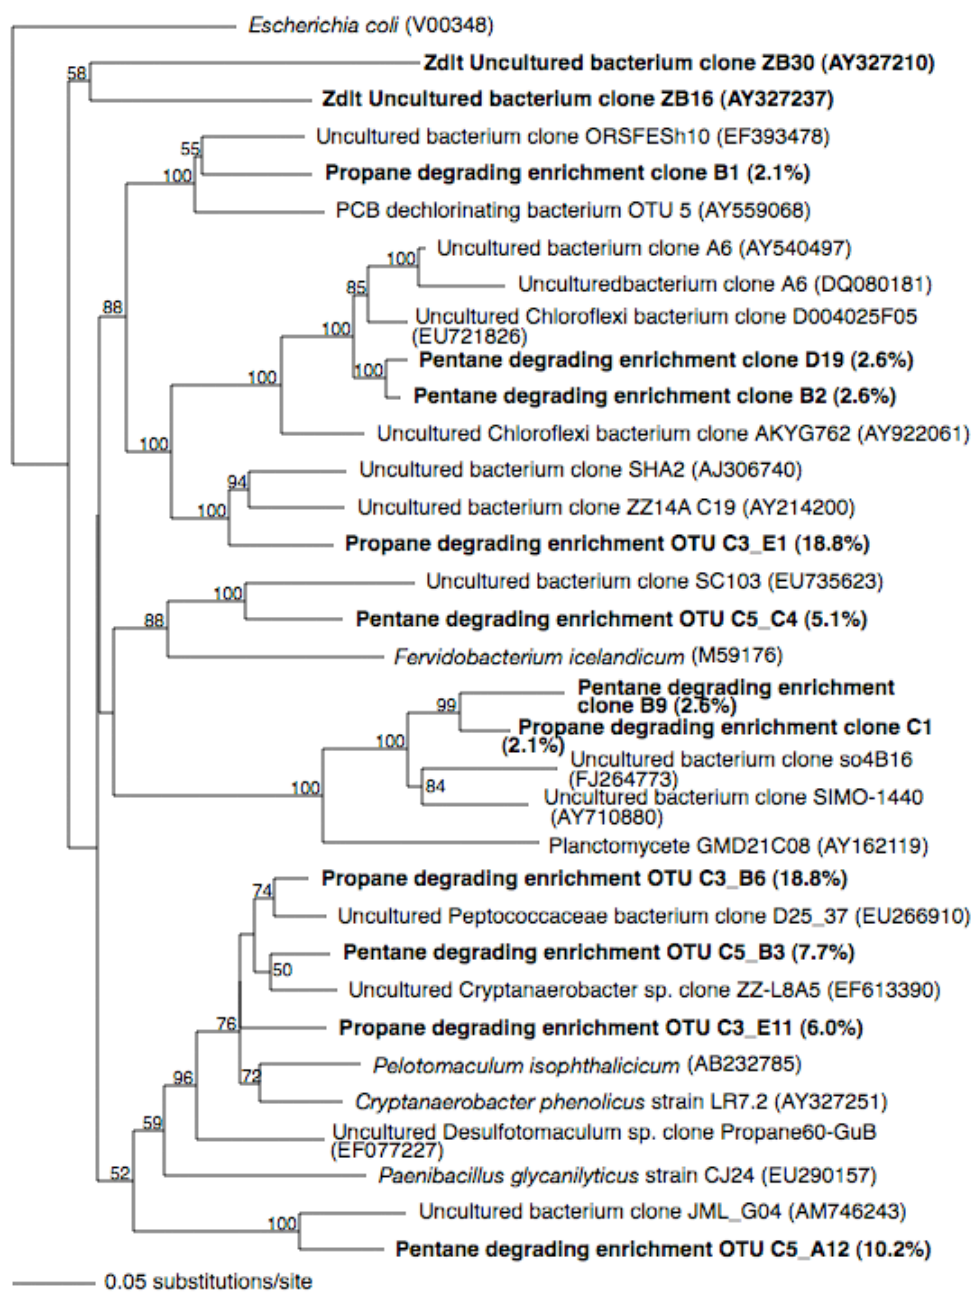 Escherichia coli (V00348)
58
Zdlt Uncultured bacterium clone ZB30 (AY327210)
Zdlt Uncultured bacterium clone ZB16 (AY327237)
Uncultured bacterium clone ORSFESh10 (EF393478)
55
Propane degrading enrichment clone B1 (2.1%)
100
PCB dechlorinating bacterium OTU 5 (AY559068)
Uncultured bacterium clone A6 (AY540497)
100
Unculturedbacterium clone A6 (DQ080181)
85
88
Uncultured Chloroflexi bacterium clone D004025F05
(EU721826)
100
Pentane degrading enrichment clone D19 (2.6%)
100
100
Pentane degrading enrichment clone B2 (2.6%)
Uncultured Chloroflexi bacterium clone AKYG762 (AY922061)
100
Uncultured bacterium clone SHA2 (AJ306740)
94
Uncultured bacterium clone ZZ14A C19 (AY214200)
100
Propane degrading enrichment OTU C3_E1 (18.8%)
Uncultured bacterium clone SC103 (EU735623)
100
Pentane degrading enrichment OTU C5_C4 (5.1%)
88
Fervidobacterium icelandicum (M59176)
Pentane degrading enrichment
clone B9 (2.6%)
99
Propane degrading enrichment clone C1
(2.1%)
100
Uncultured bacterium clone so4B16
(FJ264773)
84
100
Uncultured bacterium clone SIMO-1440
(AY710880)
Planctomycete GMD21C08 (AY162119)
Propane degrading enrichment OTU C3_B6 (18.8%)
74
Uncultured Peptococcaceae bacterium clone D25_37 (EU266910)
Pentane degrading enrichment OTU C5_B3 (7.7%)
50
Uncultured Cryptanaerobacter sp. clone ZZ-L8A5 (EF613390)
76
Propane degrading enrichment OTU C3_E11 (6.0%)
Pelotomaculum isophthalicicum (AB232785)
96
72
Cryptanaerobacter phenolicus strain LR7.2 (AY327251)
59
Uncultured Desulfotomaculum sp. clone Propane60-GuB
(EF077227)
52
Paenibacillus glycanilyticus strain CJ24 (EU290157)
Uncultured bacterium clone JML_G04 (AM746243)
100
Pentane degrading enrichment OTU C5_A12 (10.2%)
0.05 substitutions/site